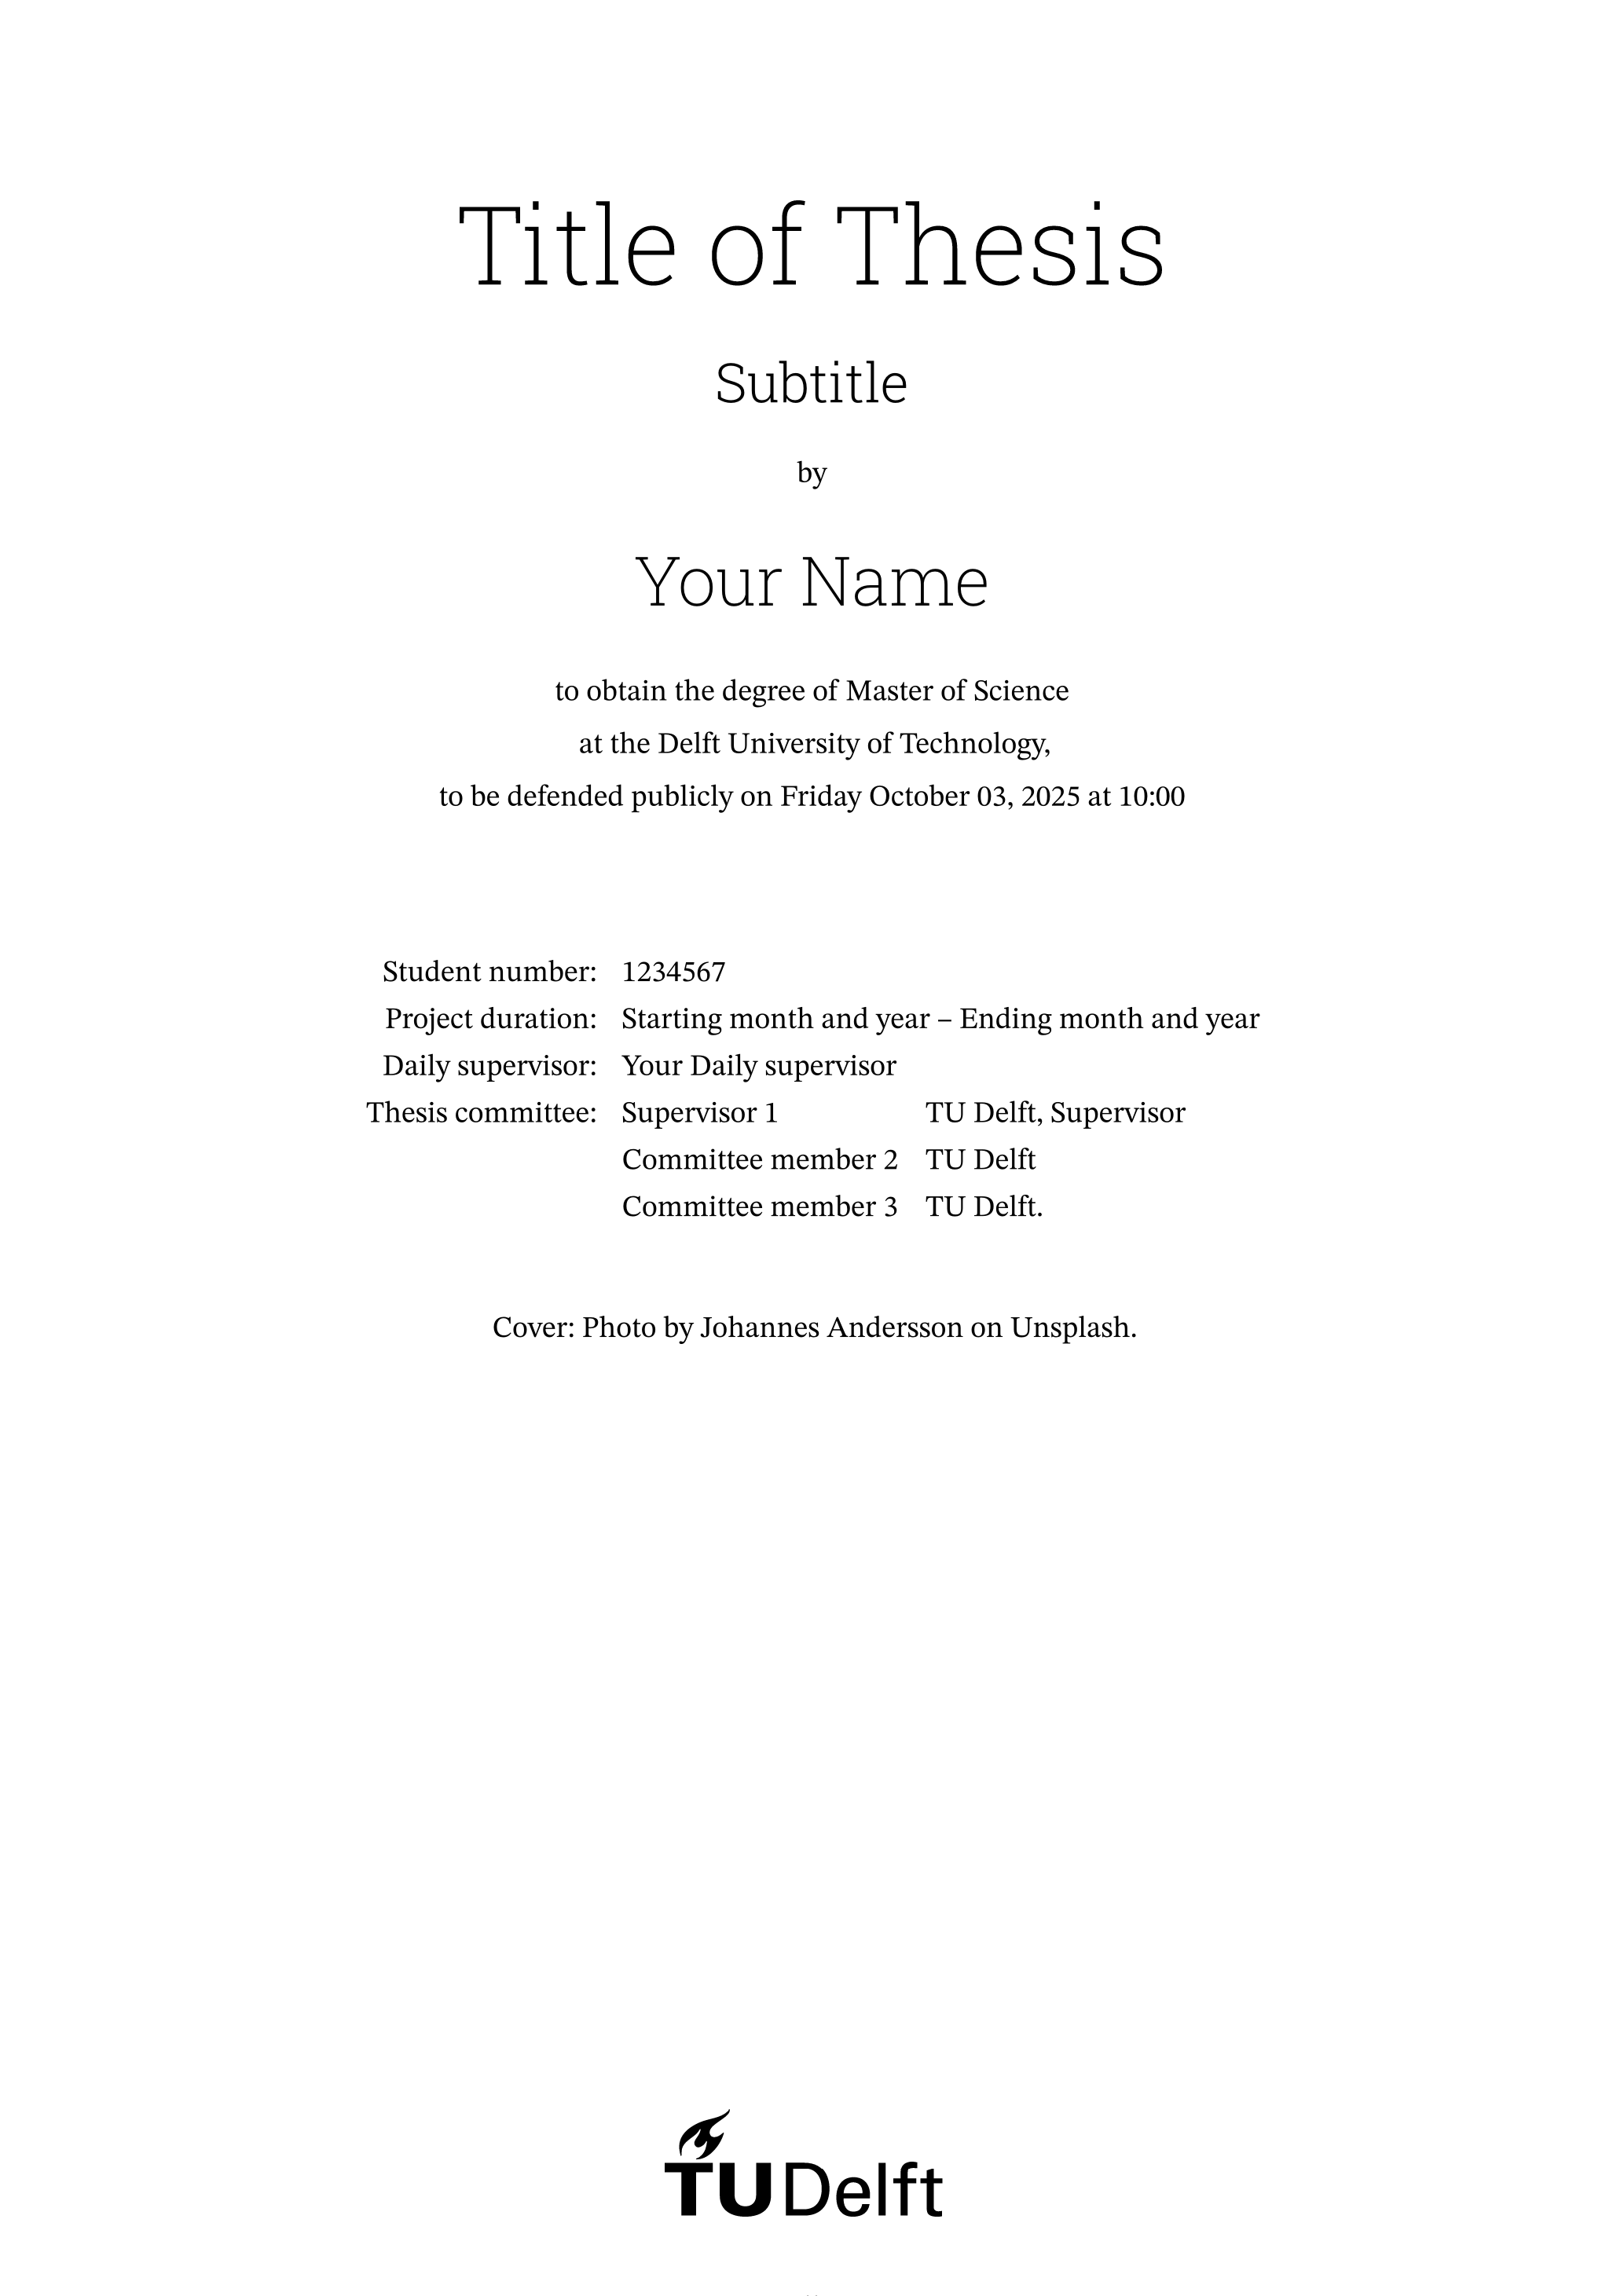 Title of Thesis
Subtitle
by
Your Name
to obtain the degree of Master of Science
at the Delft University of Technology,
to be defended publicly on Friday October 03, 2025 at 10:00
Student number: 1234567
Project duration: Starting month and year – Ending month and year
Daily supervisor: Your Daily supervisor
Thesis committee: Supervisor 1 TU Delft, Supervisor
Committee member 2 TU Delft
Committee member 3 TU Delft.
Cover: Photo by Johannes Andersson on Unsplash.
TUDelft